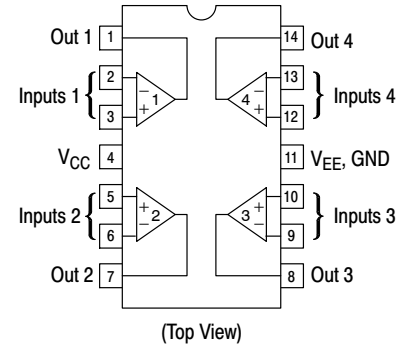 Out 1 1 14 Out 4
Inputs 1 2 − 1 4 − 13 Inputs 4
3 + + 12
VCC 4 11 VEE, GND
Inputs 2 5 + 2 3 + 10 Inputs 3
6 − − 9
Out 2 7 8 Out 3
(Top View)